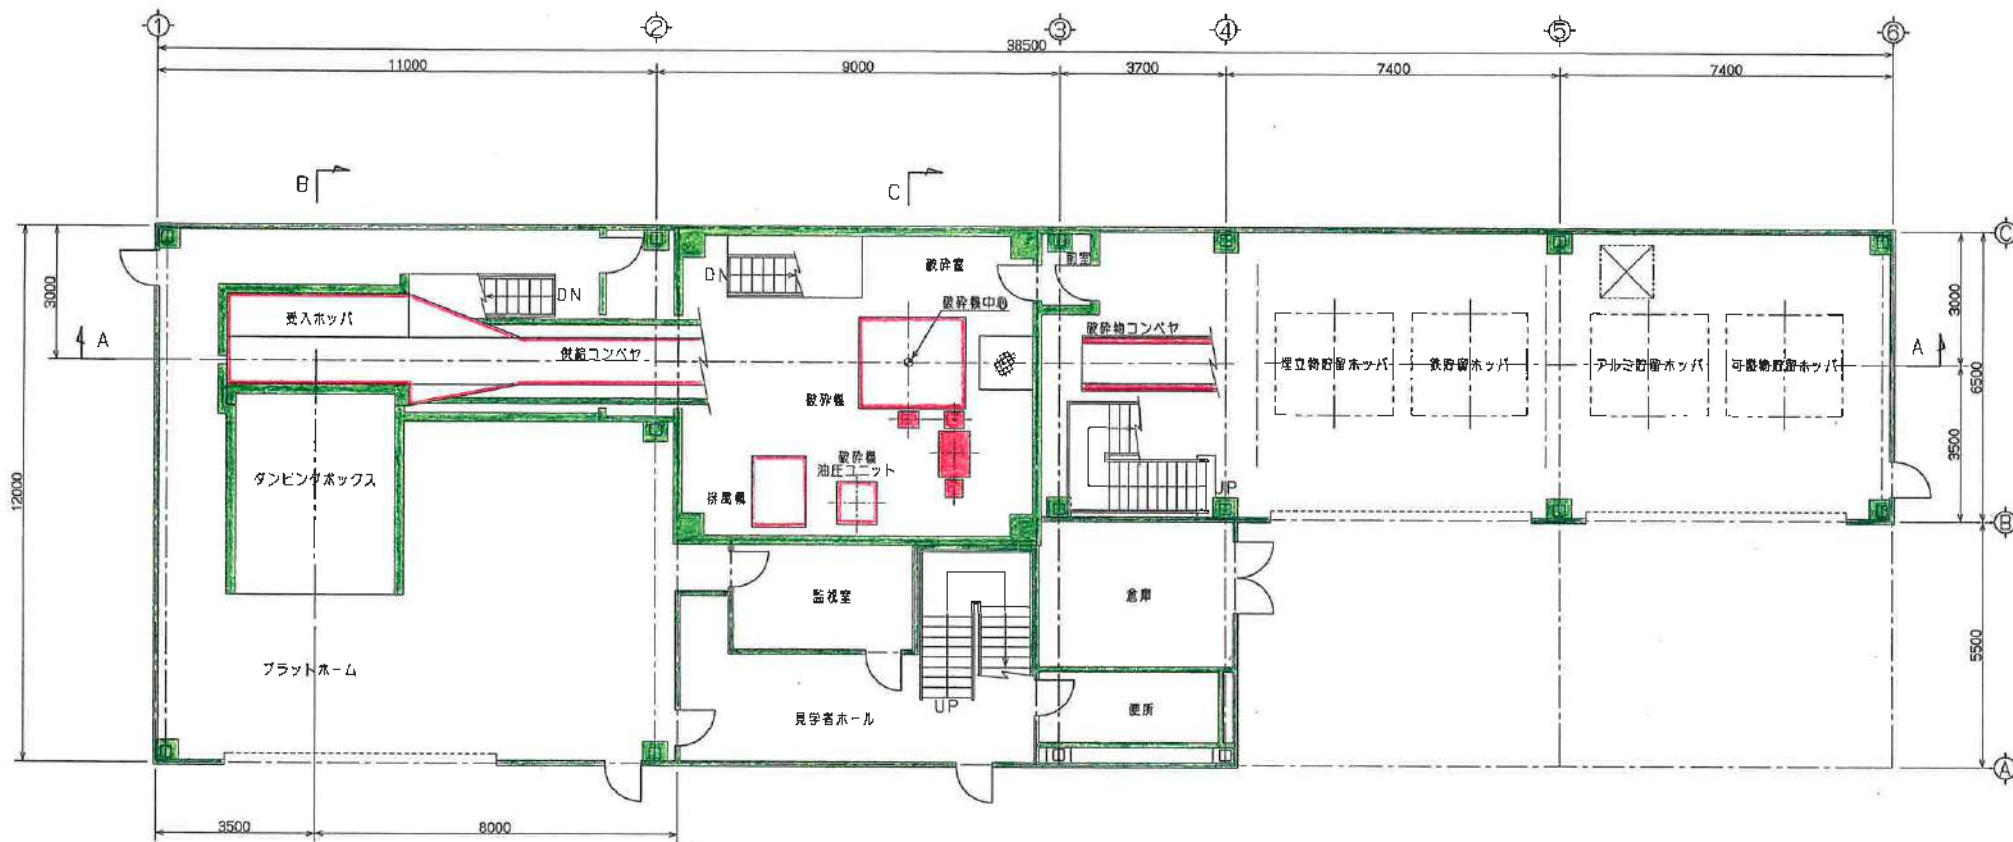 ① ② ③ ④ ⑤ ⑥
38500
11000 9000 3700 7400 7400
B C
12000
3000
A
DN
受入ホッパ
供給コンベヤ
ダンピングボックス
プラットホーム
3500 8000
DN
破砕室
破砕機中心
破砕機
破砕機
油圧ユニット
排風機
監視室
見学者ホール
UP
前室
破砕物コンベヤ
UP
倉庫
便所
埋立物貯留ホッパ
鉄貯留ホッパ
アルミ貯留ホッパ
可燃物貯留ホッパ
A
3000
6500
3500
5500
Ⓒ
Ⓑ
Ⓐ